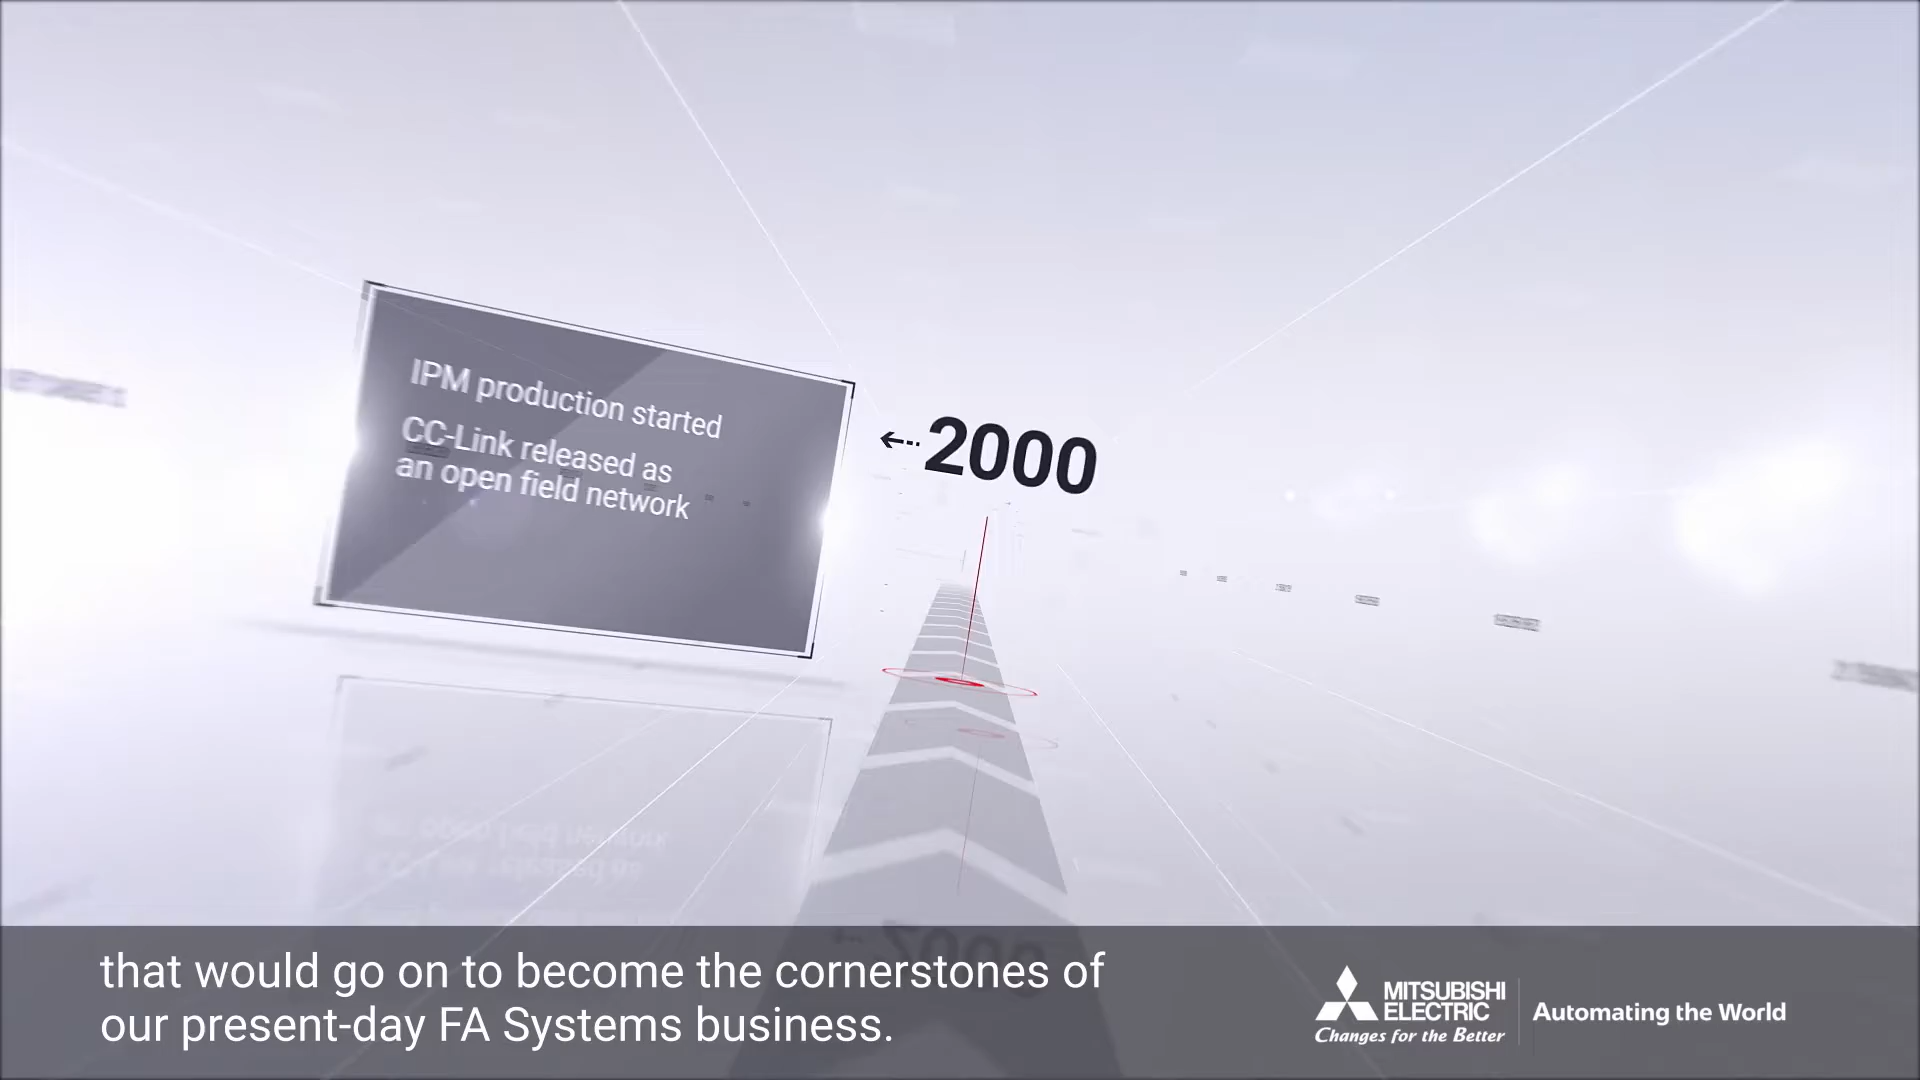 IPM production started
CC-Link released as
an open field network
2000
that would go on to become the cornerstones of
our present-day FA Systems business.
MITSUBISHI
ELECTRIC
Changes for the Better
Automating the World